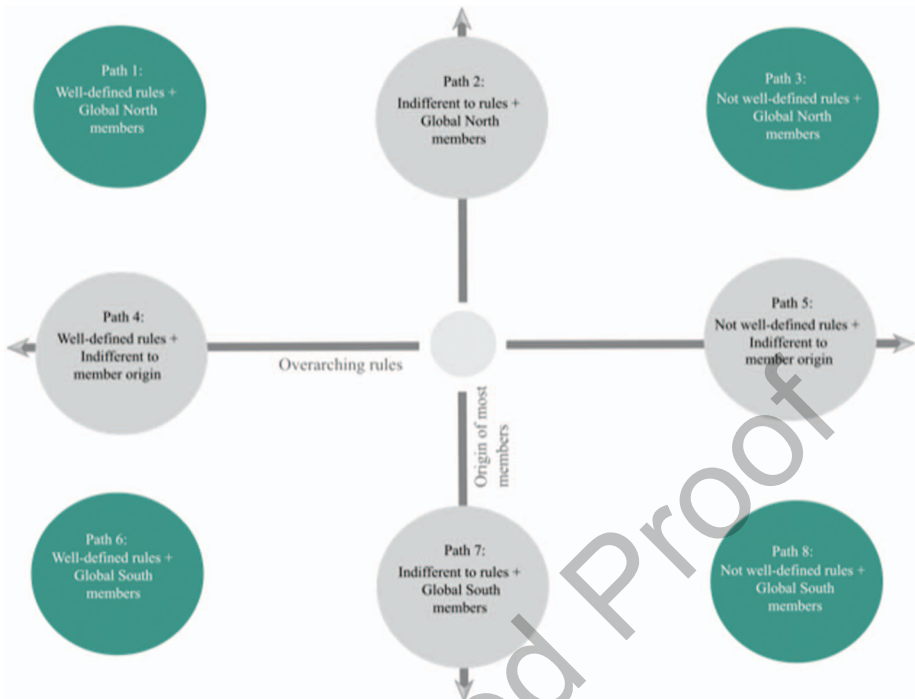 Path 1:
Well-defined rules +
Global North
members
Path 2:
Indifferent to rules +
Global North
members
Path 3:
Not well-defined rules +
Global North
members
Path 4:
Well-defined rules +
Indifferent to
member origin
Path 5:
Not well-defined rules +
Indifferent to
member origin
Overarching rules
Origin of most
members
Path 6:
Well-defined rules +
Global South
members
Path 7:
Indifferent to rules +
Global South
members
Path 8:
Not well-defined rules +
Global South
members
ed Proof